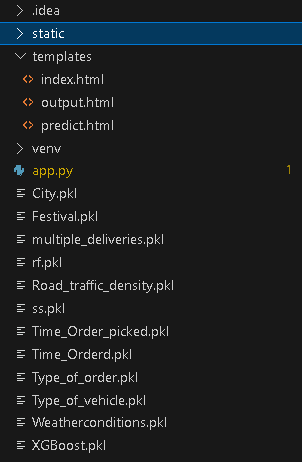 .idea
static
templates
index.html
output.html
predict.html
venv
app.py 1
City.pkl
Festival.pkl
multiple_deliveries.pkl
rf.pkl
Road_traffic_density.pkl
ss.pkl
Time_Order_picked.pkl
Time_Orderd.pkl
Type_of_order.pkl
Type_of_vehicle.pkl
Weatherconditions.pkl
XGBoost.pkl